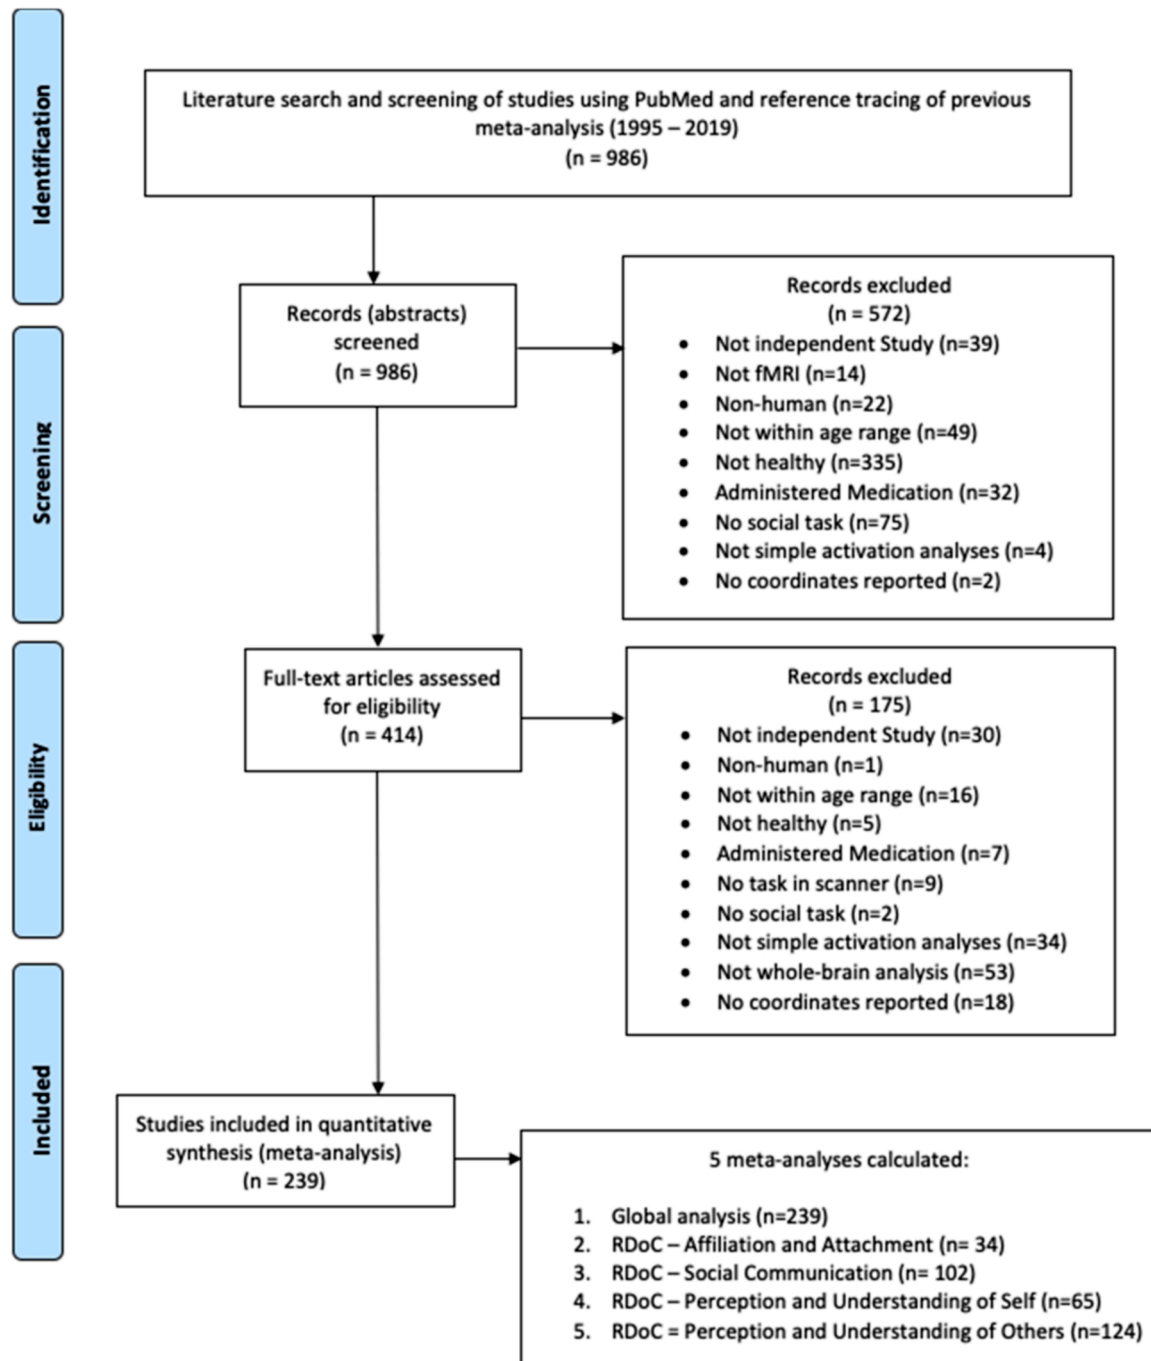 Identification
Literature search and screening of studies using PubMed and reference tracing of previous
meta-analysis (1995 – 2019)
(n = 986)
Screening
Records (abstracts)
screened
(n = 986)
Records excluded
(n = 572)
• Not independent Study (n=39)
• Not fMRI (n=14)
• Non-human (n=22)
• Not within age range (n=49)
• Not healthy (n=335)
• Administered Medication (n=32)
• No social task (n=75)
• Not simple activation analyses (n=4)
• No coordinates reported (n=2)
Eligibility
Full-text articles assessed
for eligibility
(n = 414)
Records excluded
(n = 175)
• Not independent Study (n=30)
• Non-human (n=1)
• Not within age range (n=16)
• Not healthy (n=5)
• Administered Medication (n=7)
• No task in scanner (n=9)
• No social task (n=2)
• Not simple activation analyses (n=34)
• Not whole-brain analysis (n=53)
• No coordinates reported (n=18)
Included
Studies included in quantitative
synthesis (meta-analysis)
(n = 239)
5 meta-analyses calculated:
1. Global analysis (n=239)
2. RDoC – Affiliation and Attachment (n= 34)
3. RDoC – Social Communication (n= 102)
4. RDoC – Perception and Understanding of Self (n=65)
5. RDoC = Perception and Understanding of Others (n=124)